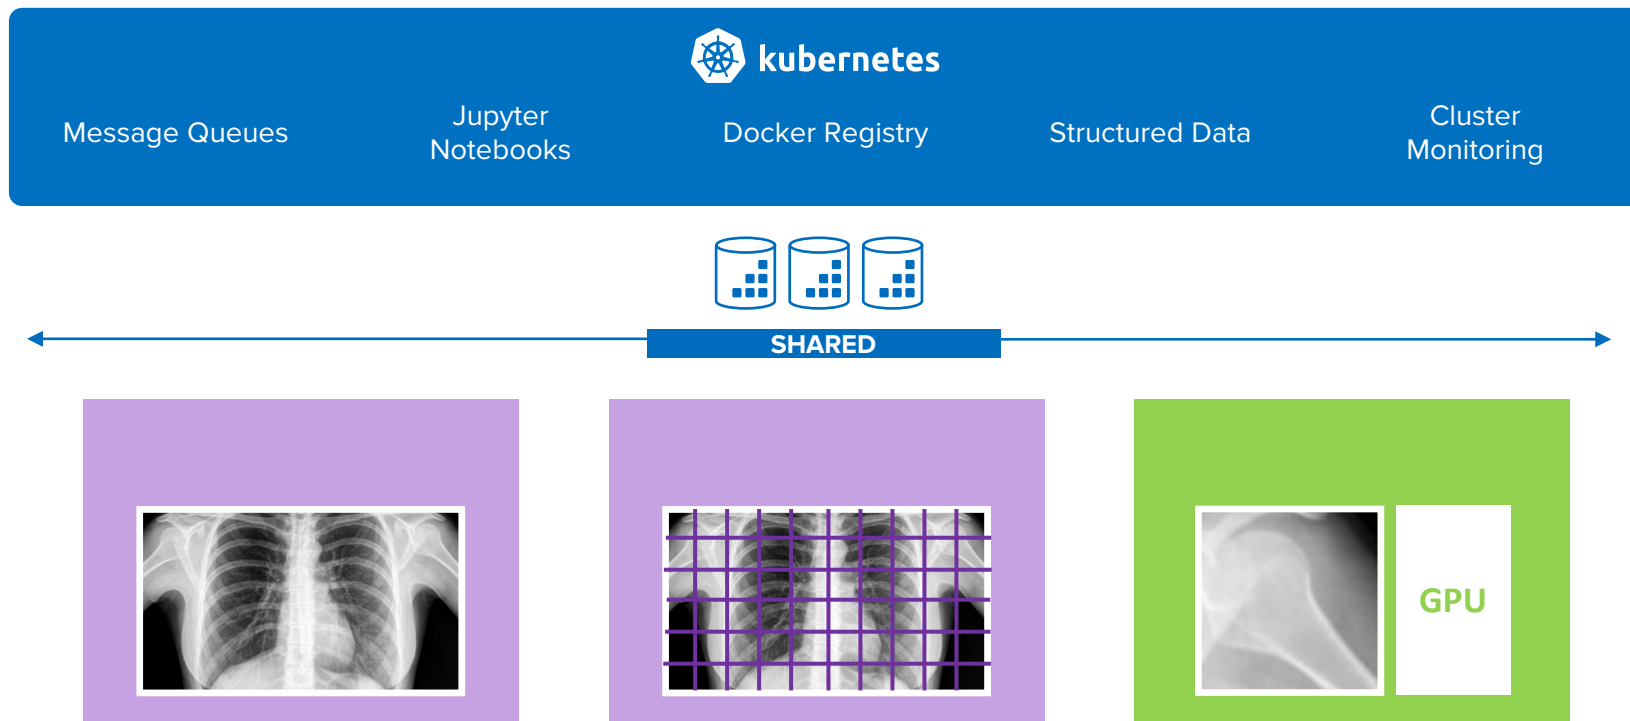 kubernetes
Message Queues
Jupyter
Notebooks
Docker Registry
Structured Data
Cluster
Monitoring
SHARED
GPU